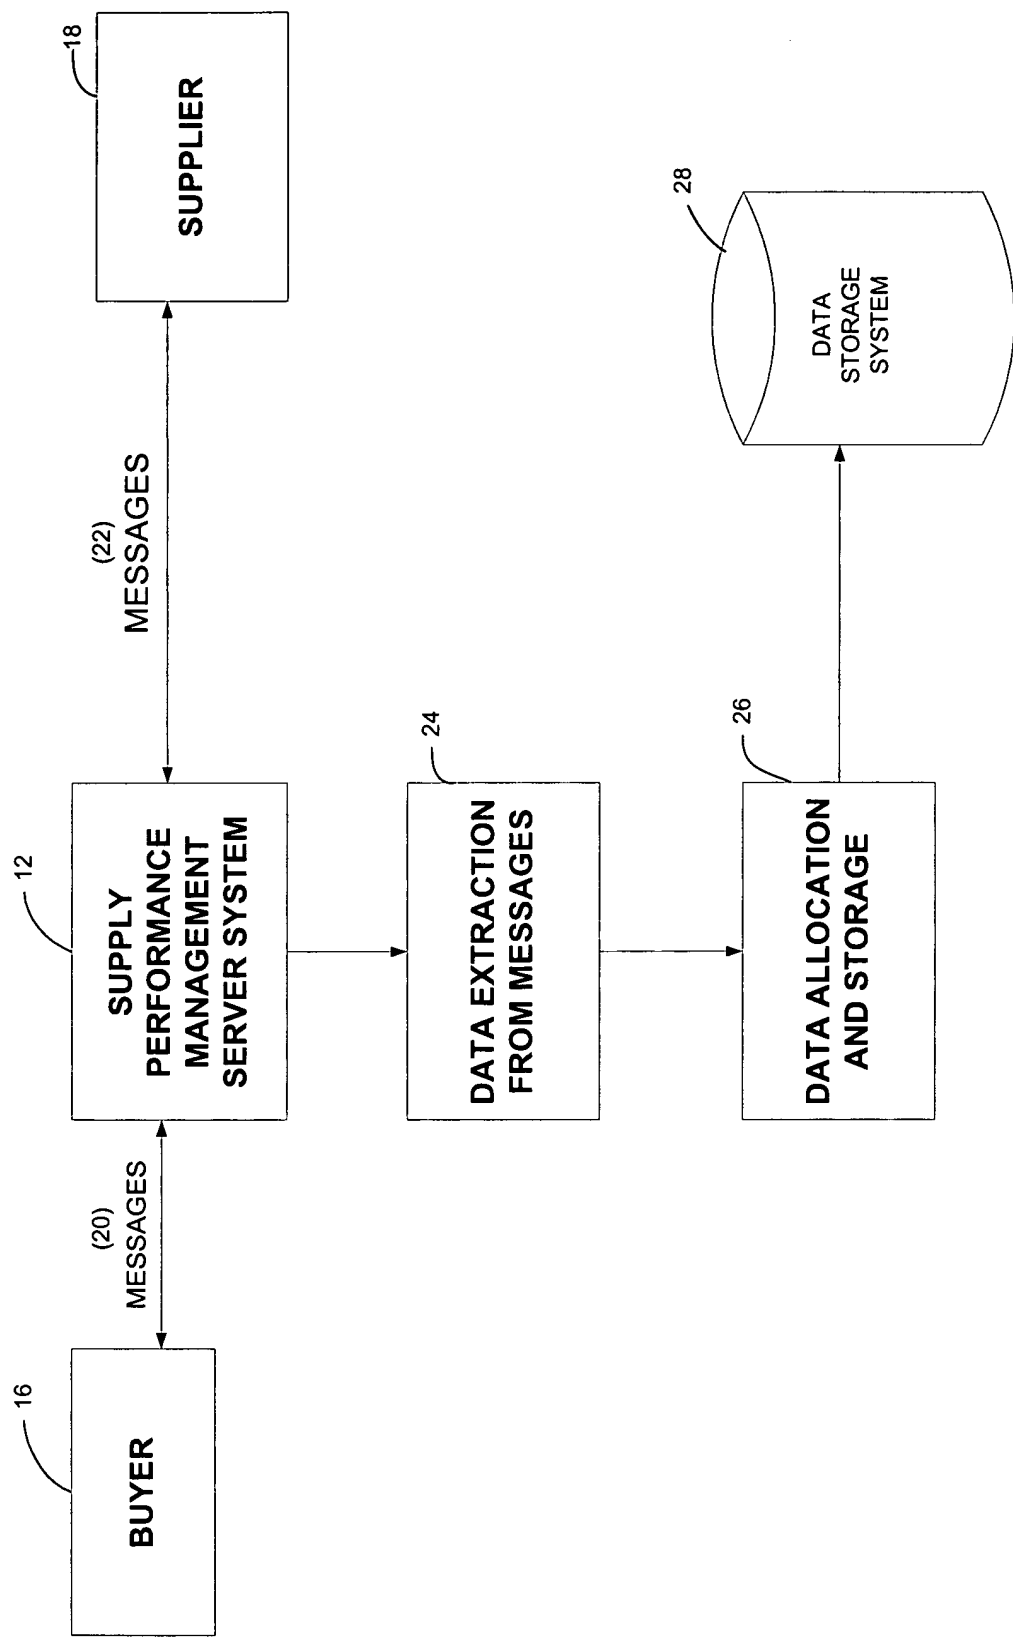 16
BUYER
(20)
MESSAGES
12
SUPPLY
PERFORMANCE
MANAGEMENT
SERVER SYSTEM
(22)
MESSAGES
18
SUPPLIER
24
DATA EXTRACTION
FROM MESSAGES
26
DATA ALLOCATION
AND STORAGE
28
DATA
STORAGE
SYSTEM